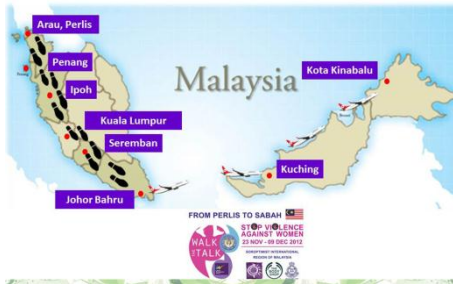 Arau, Perlis
Penang
Ipoh
Kuala Lumpur
Seremban
Johor Bahru
Malaysia
Kota Kinabalu
Kuching
FROM PERLIS TO SABAH
WALK
TALK
STOP VIOLENCE
AGAINST WOMEN
23 NOV - 09 DEC 2012
SOROPTIMIST INTERNATIONAL
REGION OF MALAYSIA